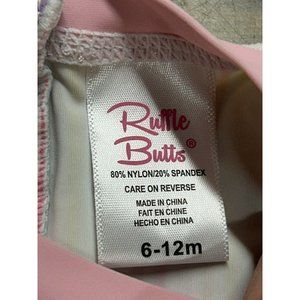 Ruffle
Butts®
80% NYLON/20% SPANDEX
CARE ON REVERSE
MADE IN CHINA
FAIT EN CHINE
HECHO EN CHINA
6-12m